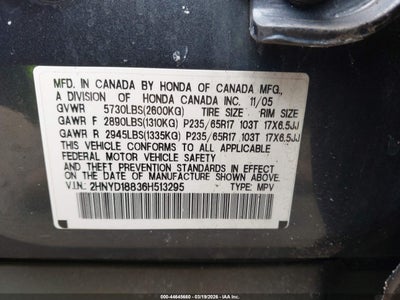 MFD. IN CANADA BY HONDA OF CANADA MFG.,
A DIVISION OF HONDA CANADA INC. 11/05
GVWR 5730LBS(2600KG) TIRE SIZE RIM SIZE
GAWR F 2890LBS(1310KG) P235/65R17 103T 17X6.5JJ
GAWR R 2945LBS(1335KG) P235/65R17 103T 17X6.5JJ
THIS VEHICLE CONFORMS TO ALL APPLICABLE
FEDERAL MOTOR VEHICLE SAFETY AND
THEFT PREVENTION STANDARDS IN EFFECT ON
THE DATE OF MANUFACTURE SHOWN ABOVE.
V.I.N.: 2HNYD18836H513295 TYPE: MPV
000-44645660 - 03/19/2026 - IAA Inc.